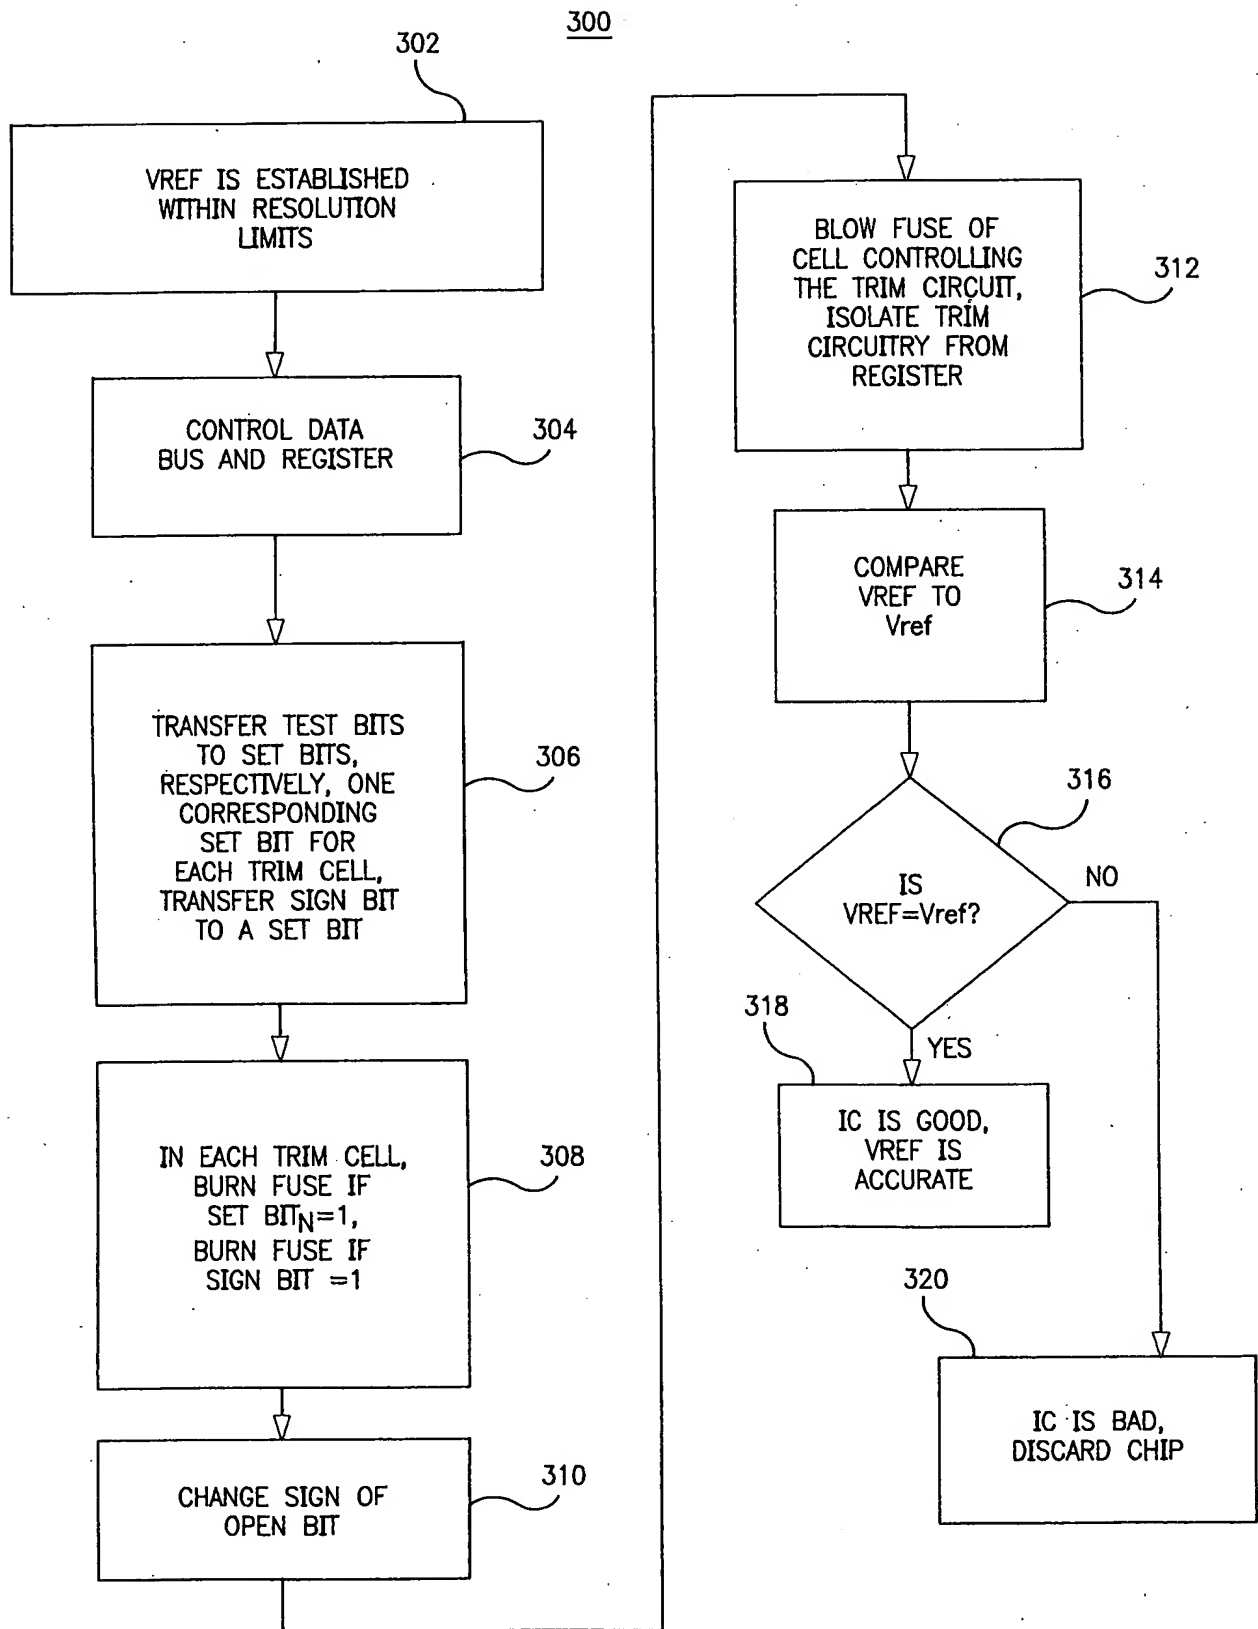 300
302
VREF IS ESTABLISHED
WITHIN RESOLUTION
LIMITS
CONTROL DATA
BUS AND REGISTER
304
TRANSFER TEST BITS
TO SET BITS,
RESPECTIVELY, ONE
CORRESPONDING
SET BIT FOR
EACH TRIM CELL,
TRANSFER SIGN BIT
TO A SET BIT
306
IN EACH TRIM CELL,
BURN FUSE IF
SET BITN=1,
BURN FUSE IF
SIGN BIT =1
308
CHANGE SIGN OF
OPEN BIT
310
BLOW FUSE OF
CELL CONTROLLING
THE TRIM CIRCUIT,
ISOLATE TRIM
CIRCUITRY FROM
REGISTER
312
COMPARE
VREF TO
Vref
314
316
IS
VREF=Vref?
NO
YES
318
IC IS GOOD,
VREF IS
ACCURATE
320
IC IS BAD,
DISCARD CHIP